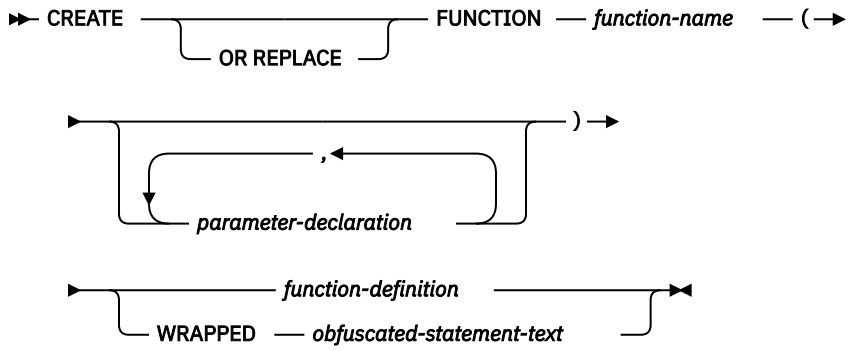 CREATE FUNCTION function-name (
OR REPLACE
)
,
parameter-declaration
function-definition
WRAPPED obfuscated-statement-text